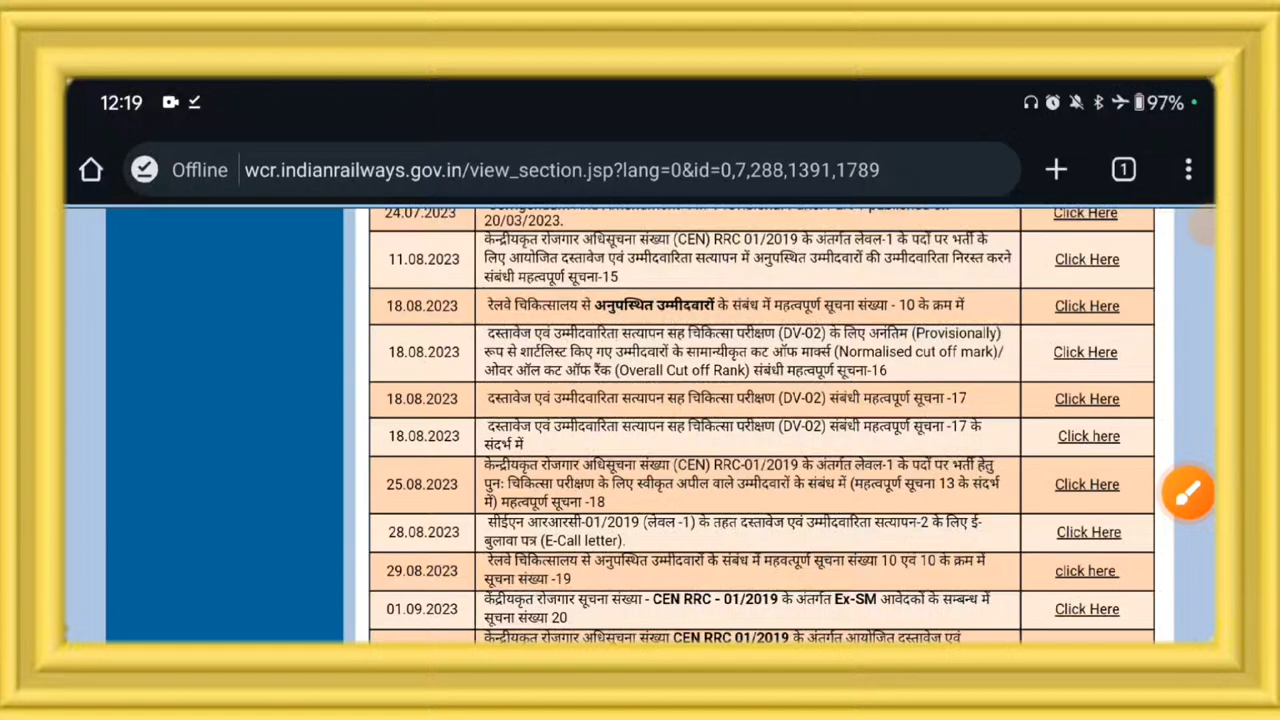 12:19
97%
Offline wcr.indianrailways.gov.in/view_section.jsp?lang=0&id=0,7,288,1391,1789
24.07.2023
20/03/2023.
Click Here
11.08.2023
केन्द्रीयकृत रोजगार अधिसूचना संख्या (CEN) RRC 01/2019 के अंतर्गत लेवल-1 के पदों पर भर्ती के
लिए आयोजित दस्तावेज एवं उम्मीदवारिता सत्यापन में अनुपस्थित उम्मीदवारों की उम्मीदवारिता निरस्त करने
संबंधी महत्वपूर्ण सूचना-15
Click Here
18.08.2023
रेलवे चिकित्सालय से अनुपस्थित उम्मीदवारों के संबंध में महत्वपूर्ण सूचना संख्या - 10 के क्रम में
Click Here
18.08.2023
दस्तावेज एवं उम्मीदवारिता सत्यापन सह चिकित्सा परीक्षण (DV-02) के लिए अनंतिम (Provisionally)
रूप से शार्टलिस्ट किए गए उम्मीदवारों के सामान्यीकृत कट ऑफ मार्क्स (Normalised cut off mark)/
ओवर ऑल कट ऑफ रैंक (Overall Cut off Rank) संबंधी महत्वपूर्ण सूचना-16
Click Here
18.08.2023
दस्तावेज एवं उम्मीदवारिता सत्यापन सह चिकित्सा परीक्षण (DV-02) संबंधी महत्वपूर्ण सूचना -17
Click Here
18.08.2023
दस्तावेज एवं उम्मीदवारिता सत्यापन सह चिकित्सा परीक्षण (DV-02) संबंधी महत्वपूर्ण सूचना -17 के
संदर्भ में
Click here
25.08.2023
केन्द्रीयकृत रोजगार अधिसूचना संख्या (CEN) RRC-01/2019 के अंतर्गत लेवल-1 के पदों पर भर्ती हेतु
पुनः चिकित्सा परीक्षण के लिए स्वीकृत अपील वाले उम्मीदवारों के संबंध में (महत्वपूर्ण सूचना 13 के संदर्भ
में) महत्वपूर्ण सूचना -18
Click Here
28.08.2023
सीईएन आरआरसी-01/2019 (लेवल -1) के तहत दस्तावेज एवं उम्मीदवारिता सत्यापन-2 के लिए ई-
बुलावा पत्र (E-Call letter).
Click Here
29.08.2023
रेलवे चिकित्सालय से अनुपस्थित उम्मीदवारों के संबंध में महवत्पूर्ण सूचना संख्या 10 एवं 10 के क्रम में
सूचना संख्या -19
click here
01.09.2023
केंद्रीयकृत रोजगार सूचना संख्या - CEN RRC - 01/2019 के अंतर्गत Ex-SM आवेदकों के सम्बन्ध में
सूचना संख्या 20
Click Here
केन्द्रीयकृत रोजगार अधिसूचना संख्या CEN RRC 01/2019 के अंतर्गत आयोजित दस्तावेज एवं